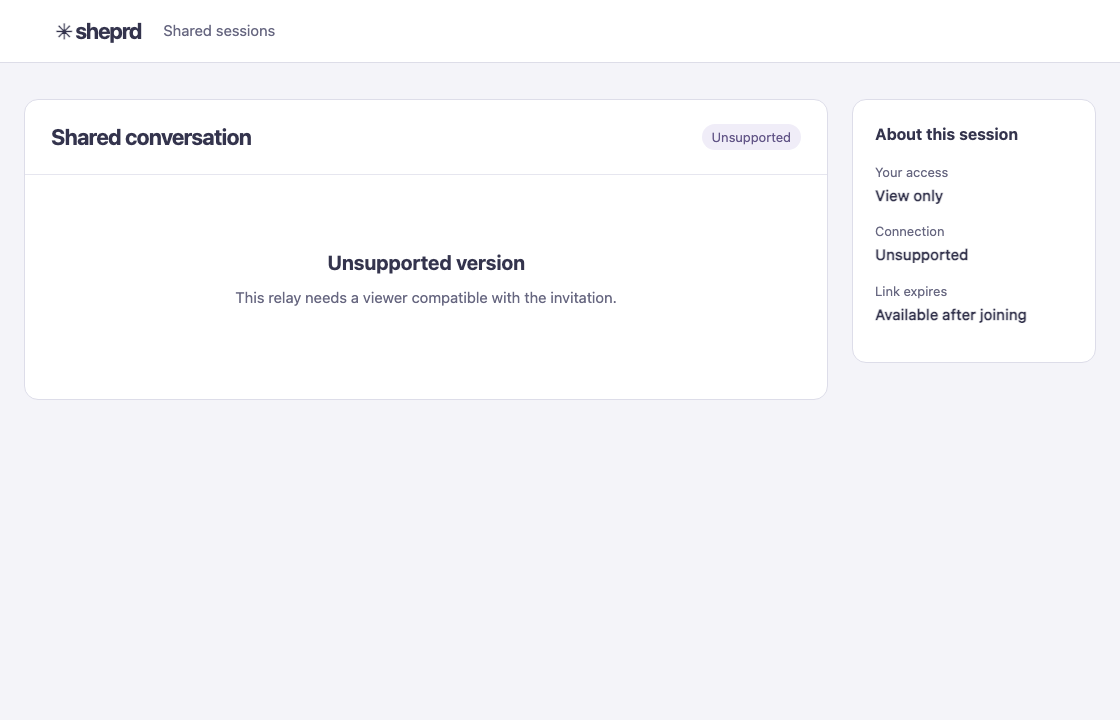 sheprd
Shared sessions
Shared conversation
Unsupported
Unsupported version
This relay needs a viewer compatible with the invitation.
About this session
Your access
View only
Connection
Unsupported
Link expires
Available after joining